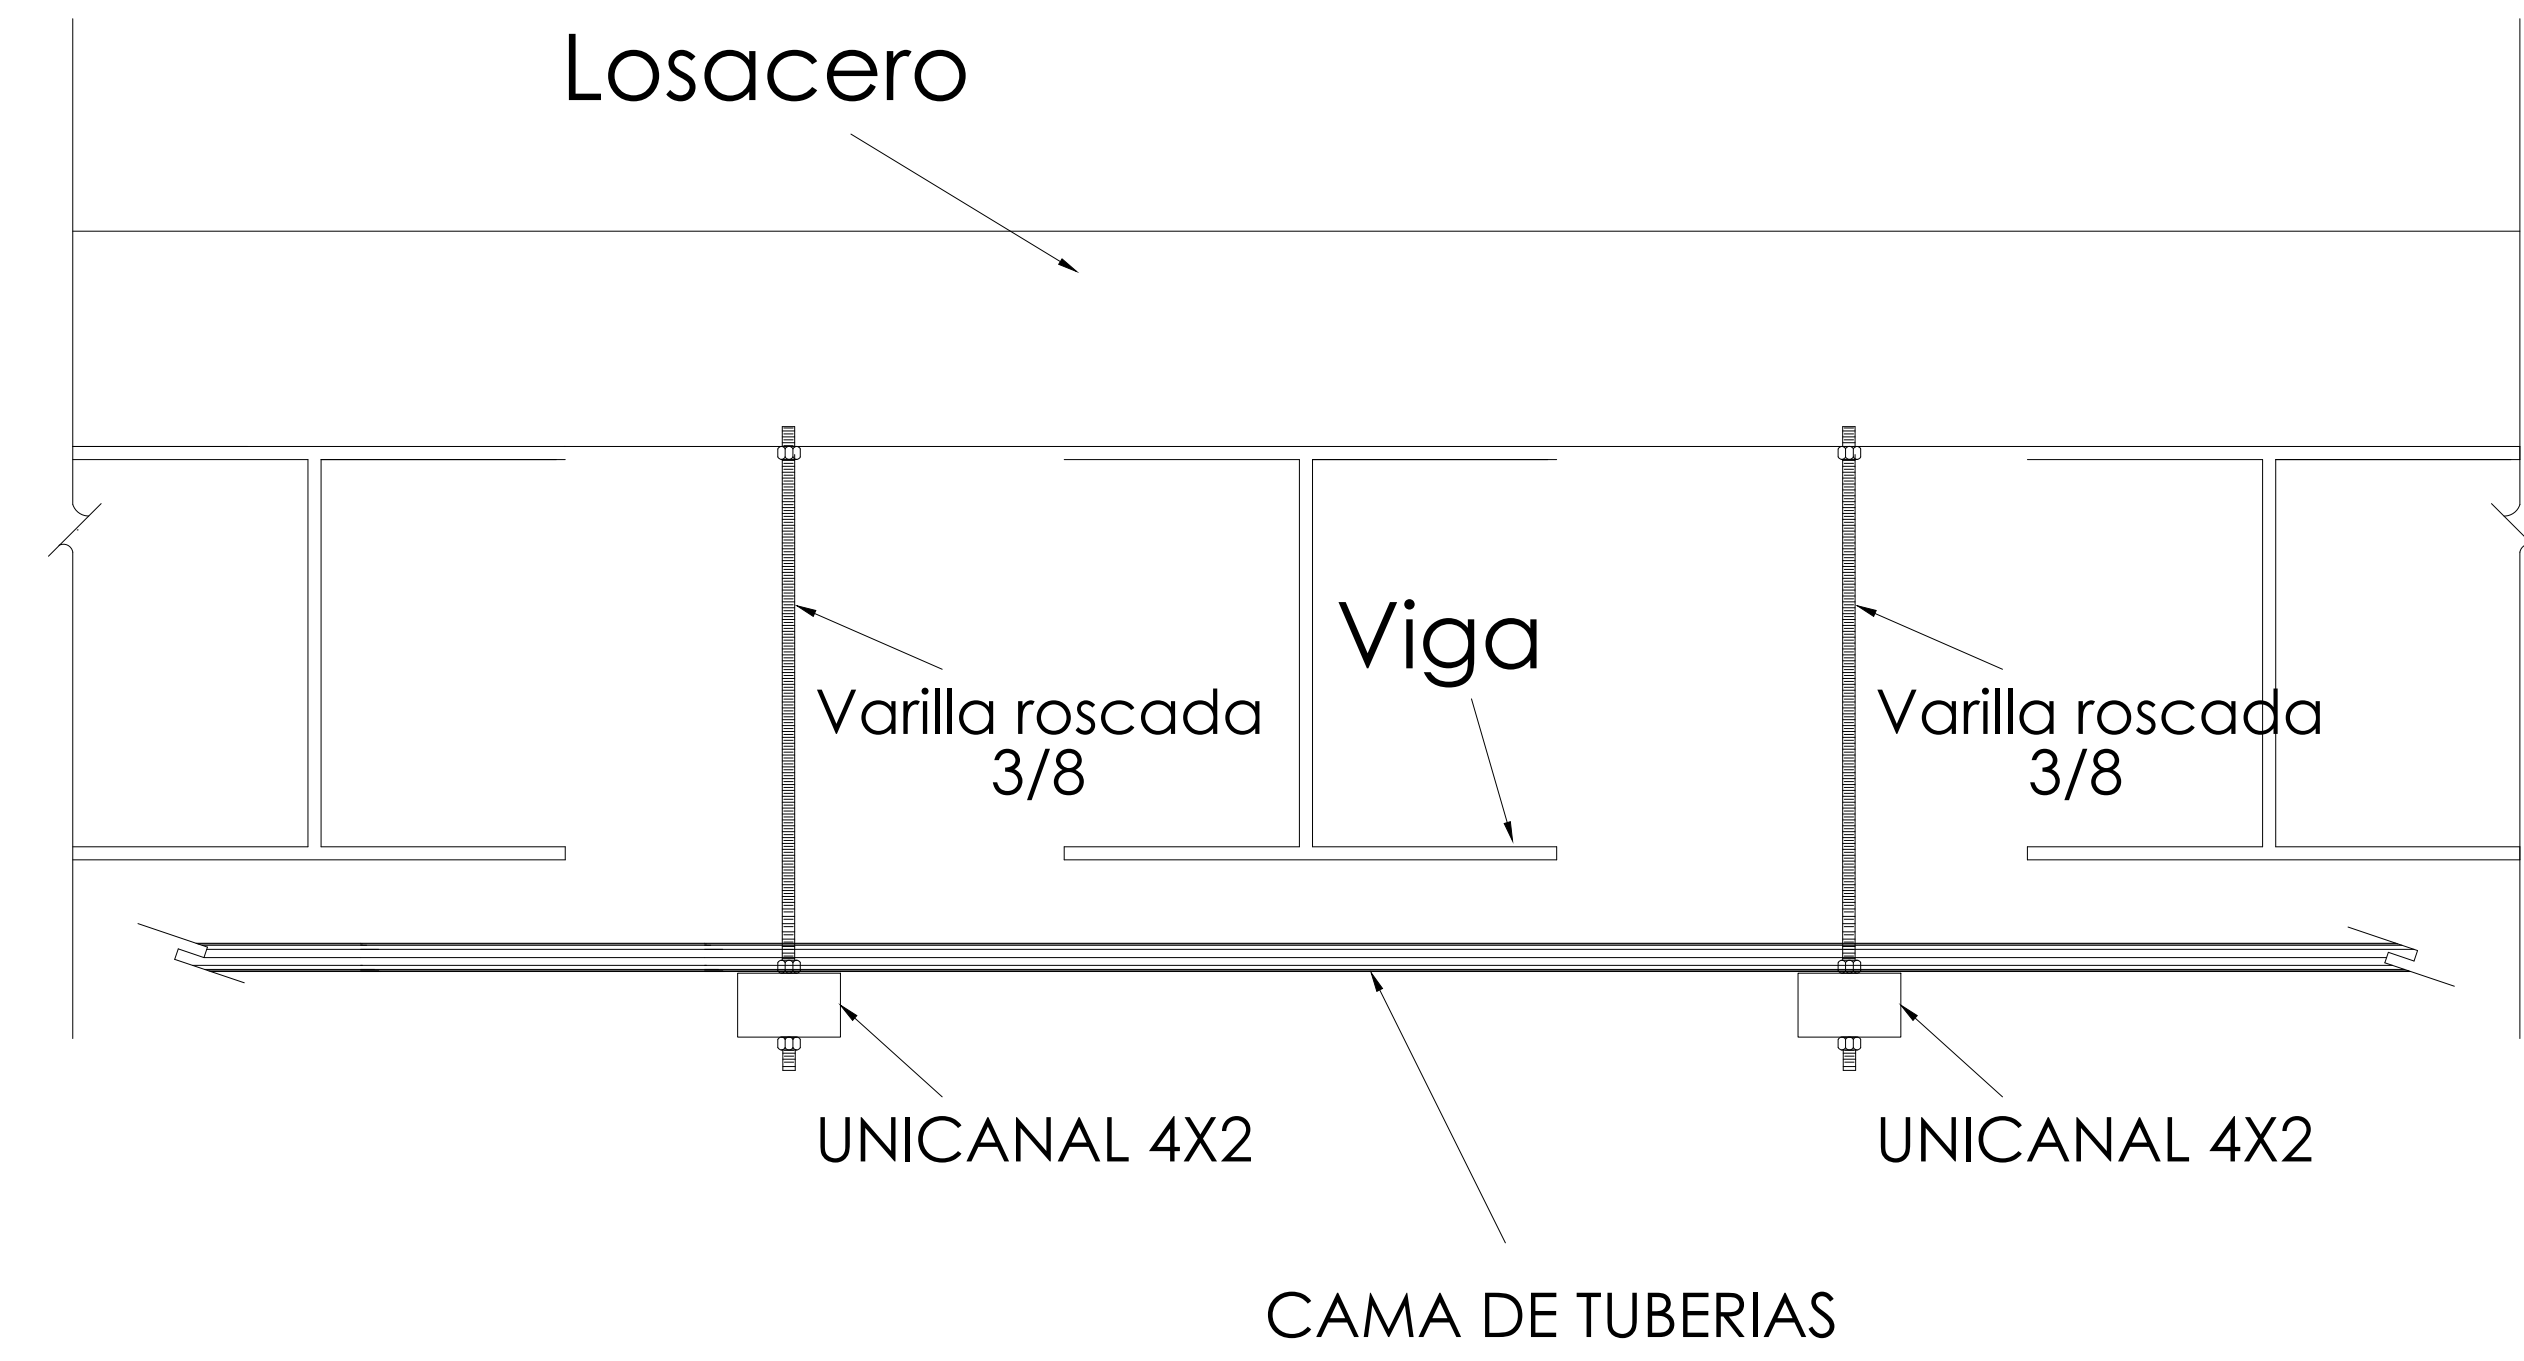 Losacero
Viga
Varilla roscada
3/8
Varilla roscada
3/8
UNICANAL 4X2
UNICANAL 4X2
CAMA DE TUBERIAS